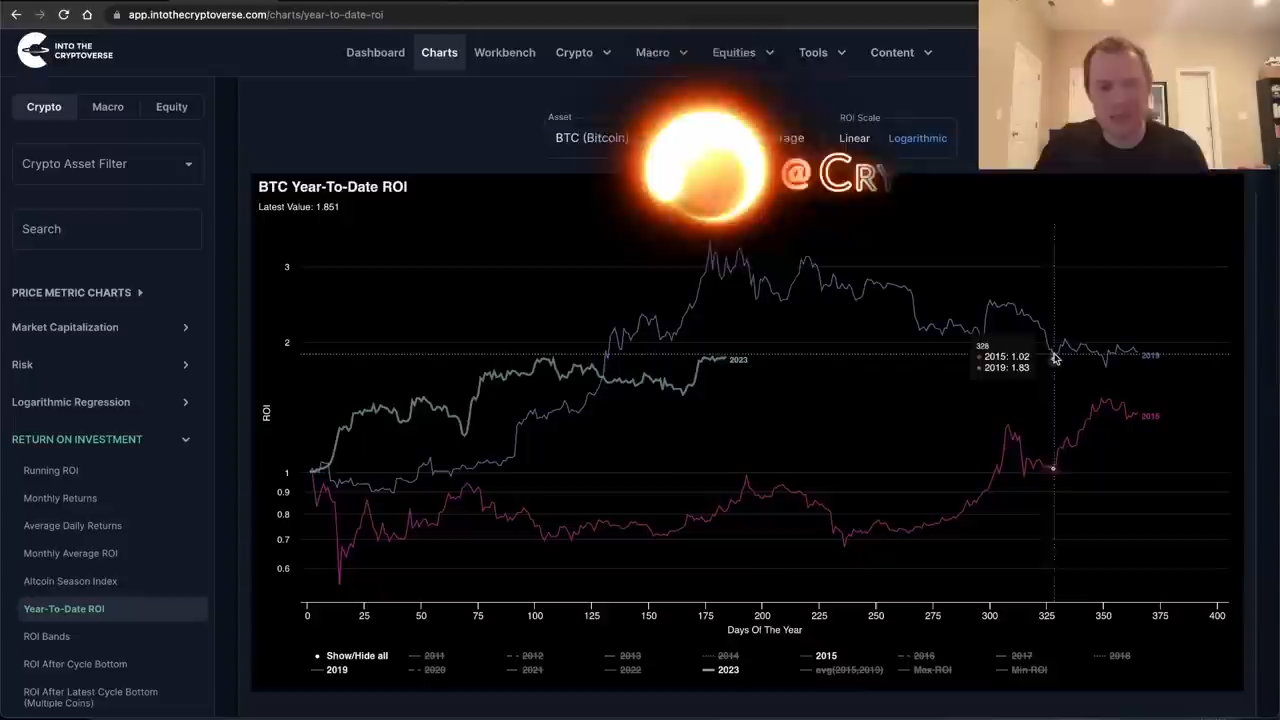 app.intothecryptoverse.com/charts/year-to-date-roi
INTO THE
CRYPTOVERSE
Dashboard
Charts
Workbench
Crypto
Macro
Equities
Tools
Content
Crypto
Macro
Equity
Crypto Asset Filter
Search
PRICE METRIC CHARTS
Market Capitalization
Risk
Logarithmic Regression
RETURN ON INVESTMENT
Running ROI
Monthly Returns
Average Daily Returns
Monthly Average ROI
Altcoin Season Index
Year-To-Date ROI
ROI Bands
ROI After Cycle Bottom
ROI After Latest Cycle Bottom
(Multiple Coins)
Asset
BTC (Bitcoin)
ROI Scale
Linear
Logarithmic
@CRY
BTC Year-To-Date ROI
Latest Value: 1.851
3
2
1
0.9
0.8
0.7
0.6
ROI
2023
2019
2015
328
2015: 1.02
2019: 1.83
0 25 50 75 100 125 150 175 200 225 250 275 300 325 350 375 400
Days Of The Year
Show/Hide all 2011 2012 2013 2014 2015 2016 2017 2018
2019 2020 2021 2022 2023 avg(2015,2019) Max ROI Min ROI